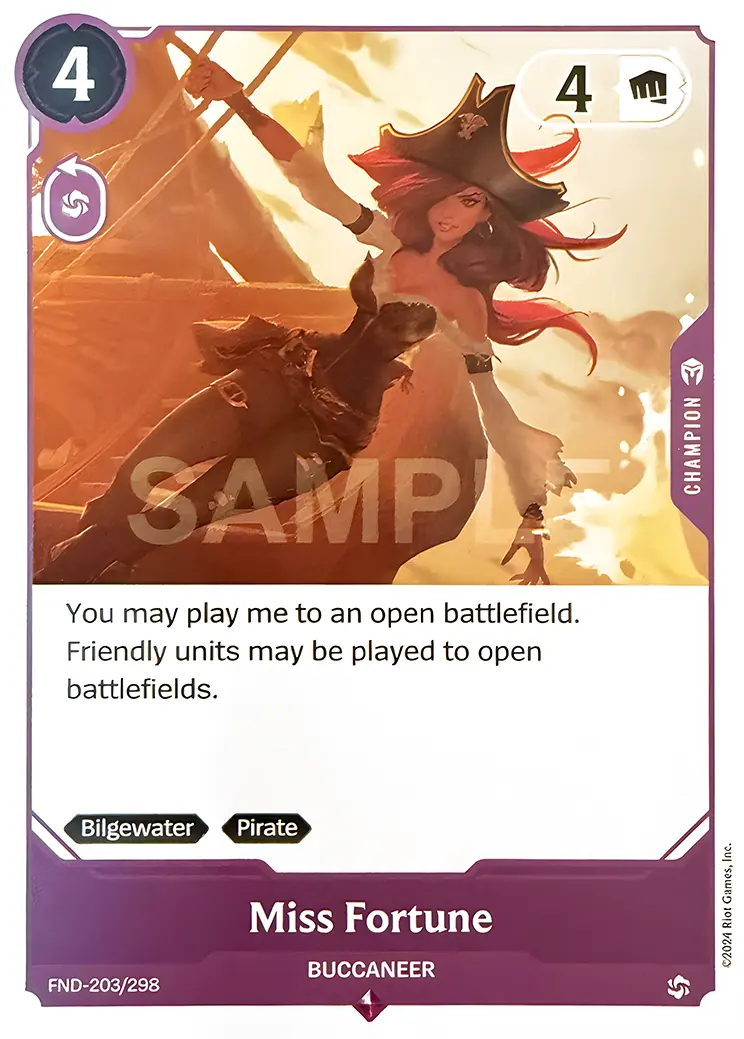 4
4
CHAMPION
SAMPLE
You may play me to an open battlefield.
Friendly units may be played to open
battlefields.
Bilgewater Pirate
Miss Fortune
BUCCANEER
FND-203/298
©2024 Riot Games, Inc.